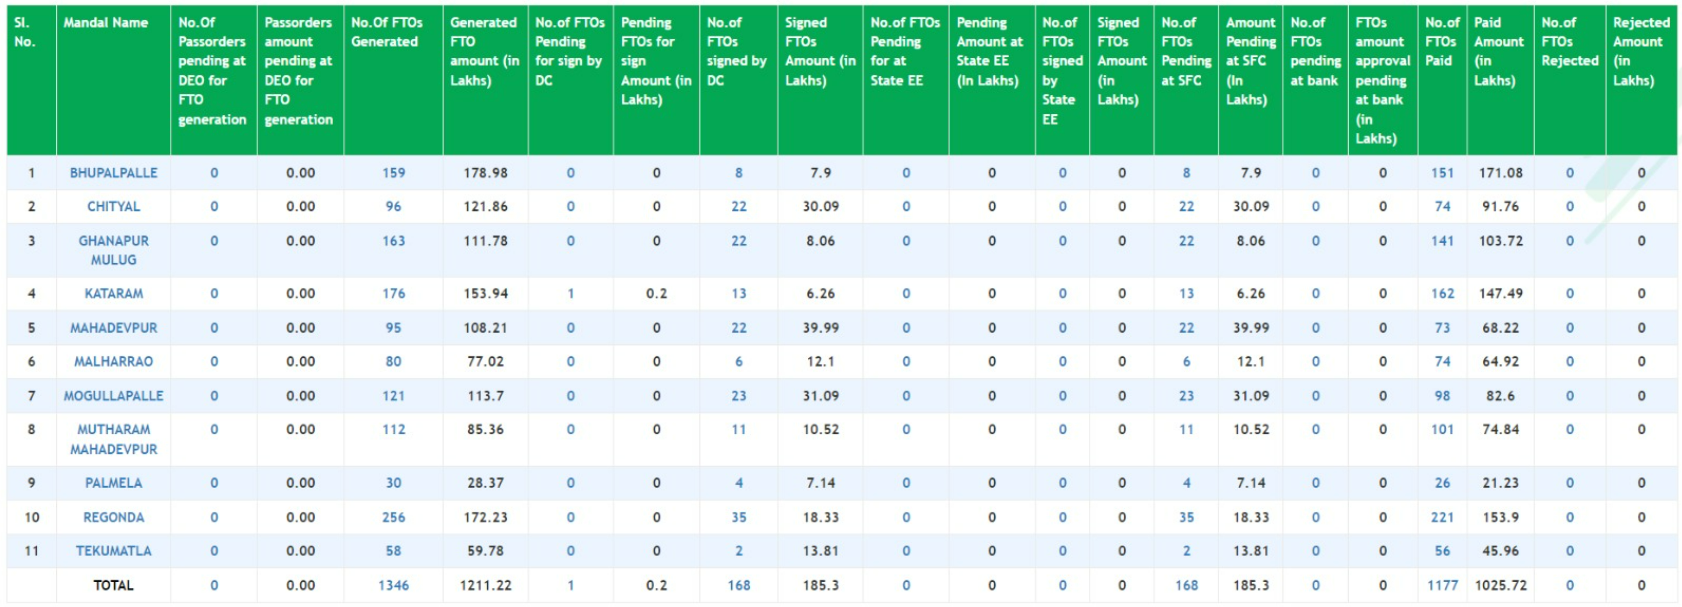 Sl. No. Mandal Name No.Of Passorders pending at DEO for FTO generation Passorders amount pending at DEO for FTO generation No.Of FTOs Generated Generated FTO amount (in Lakhs) No.of FTOs Pending for sign by DC Pending FTOs for sign Amount (in Lakhs) No.of FTOs signed by DC Signed FTOs Amount (in Lakhs) No.of FTOs Pending for at State EE Pending Amount at State EE (In Lakhs) No.of FTOs signed by State EE Signed FTOs Amount (in Lakhs) No.of FTOs Pending at SFC Amount Pending at SFC (In Lakhs) No.of FTOs pending at bank FTOs amount approval pending at bank (in Lakhs) No.of FTOs Paid Paid Amount (in Lakhs) No.of FTOs Rejected Rejected Amount (in Lakhs)
1 BHUPALPALLE 0 0.00 159 178.98 0 0 8 7.9 0 0 0 0 8 7.9 0 0 151 171.08 0 0
2 CHITYAL 0 0.00 96 121.86 0 0 22 30.09 0 0 0 0 22 30.09 0 0 74 91.76 0 0
3 GHANAPUR MULUG 0 0.00 163 111.78 0 0 22 8.06 0 0 0 0 22 8.06 0 0 141 103.72 0 0
4 KATARAM 0 0.00 176 153.94 1 0.2 13 6.26 0 0 0 0 13 6.26 0 0 162 147.49 0 0
5 MAHADEVPUR 0 0.00 95 108.21 0 0 22 39.99 0 0 0 0 22 39.99 0 0 73 68.22 0 0
6 MALHARRAO 0 0.00 80 77.02 0 0 6 12.1 0 0 0 0 6 12.1 0 0 74 64.92 0 0
7 MOGULLAPALLE 0 0.00 121 113.7 0 0 23 31.09 0 0 0 0 23 31.09 0 0 98 82.6 0 0
8 MUTHARAM MAHADEVPUR 0 0.00 112 85.36 0 0 11 10.52 0 0 0 0 11 10.52 0 0 101 74.84 0 0
9 PALMELA 0 0.00 30 28.37 0 0 4 7.14 0 0 0 0 4 7.14 0 0 26 21.23 0 0
10 REGONDA 0 0.00 256 172.23 0 0 35 18.33 0 0 0 0 35 18.33 0 0 221 153.9 0 0
11 TEKUMATLA 0 0.00 58 59.78 0 0 2 13.81 0 0 0 0 2 13.81 0 0 56 45.96 0 0
TOTAL 0 0.00 1346 1211.22 1 0.2 168 185.3 0 0 0 0 168 185.3 0 0 1177 1025.72 0 0